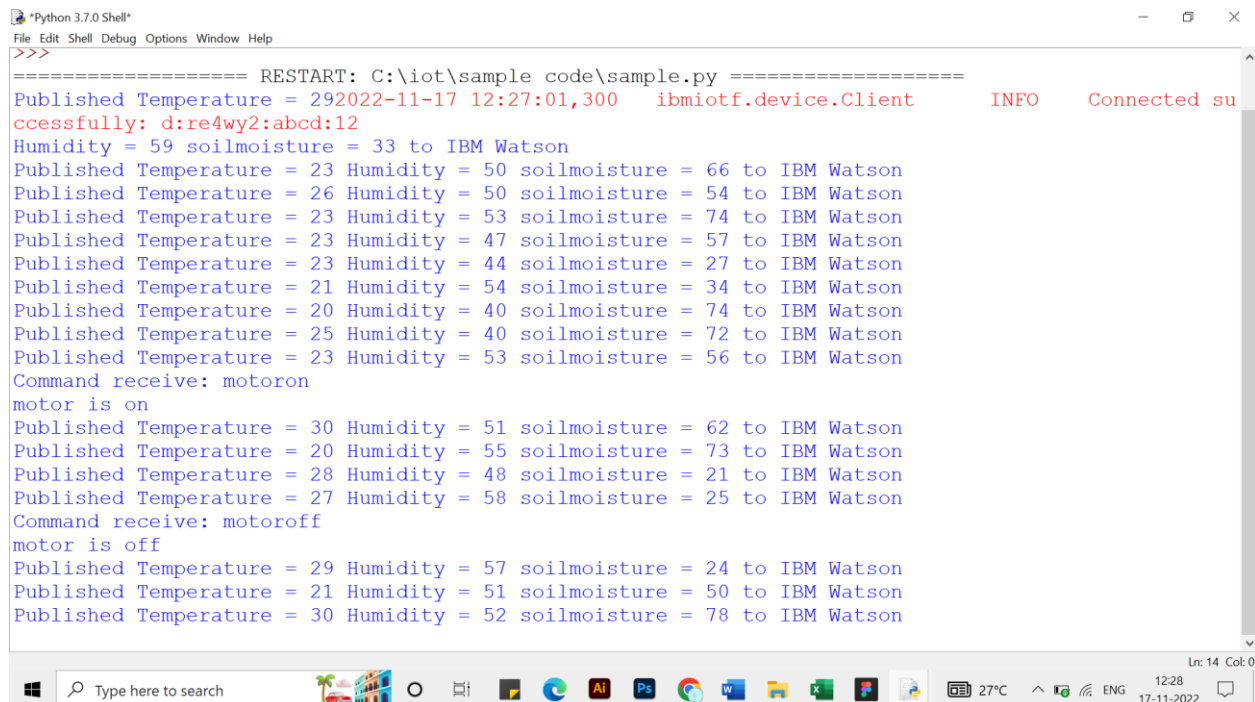 *Python 3.7.0 Shell*
File Edit Shell Debug Options Window Help
>>>
=================== RESTART: C:\iot\sample code\sample.py ===================
Published Temperature = 292022-11-17 12:27:01,300 ibmiotf.device.Client INFO Connected su
ccessfully: d:re4wy2:abcd:12
Humidity = 59 soilmoisture = 33 to IBM Watson
Published Temperature = 23 Humidity = 50 soilmoisture = 66 to IBM Watson
Published Temperature = 26 Humidity = 50 soilmoisture = 54 to IBM Watson
Published Temperature = 23 Humidity = 53 soilmoisture = 74 to IBM Watson
Published Temperature = 23 Humidity = 47 soilmoisture = 57 to IBM Watson
Published Temperature = 23 Humidity = 44 soilmoisture = 27 to IBM Watson
Published Temperature = 21 Humidity = 54 soilmoisture = 34 to IBM Watson
Published Temperature = 20 Humidity = 40 soilmoisture = 74 to IBM Watson
Published Temperature = 25 Humidity = 40 soilmoisture = 72 to IBM Watson
Published Temperature = 23 Humidity = 53 soilmoisture = 56 to IBM Watson
Command receive: motoron
motor is on
Published Temperature = 30 Humidity = 51 soilmoisture = 62 to IBM Watson
Published Temperature = 20 Humidity = 55 soilmoisture = 73 to IBM Watson
Published Temperature = 28 Humidity = 48 soilmoisture = 21 to IBM Watson
Published Temperature = 27 Humidity = 58 soilmoisture = 25 to IBM Watson
Command receive: motoroff
motor is off
Published Temperature = 29 Humidity = 57 soilmoisture = 24 to IBM Watson
Published Temperature = 21 Humidity = 51 soilmoisture = 50 to IBM Watson
Published Temperature = 30 Humidity = 52 soilmoisture = 78 to IBM Watson
Ln: 14 Col: 0
Type here to search
Ai
Ps
27°C
ENG
12:28
17-11-2022